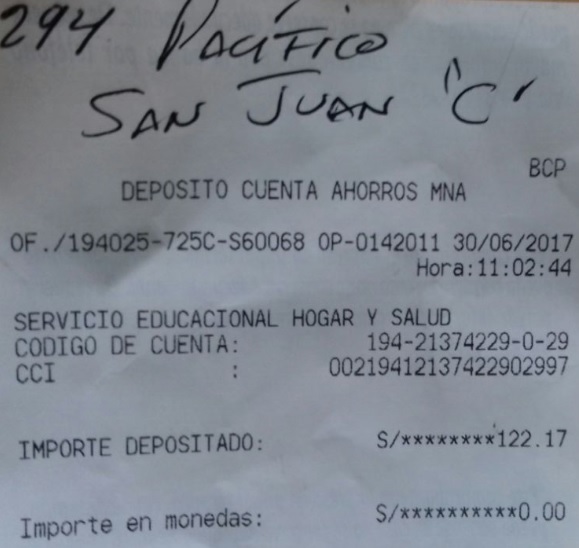 294 PACÍFICO
SAN JUAN "C"
BCP
DEPOSITO CUENTA AHORROS MNA
OF./194025-725C-S60068 OP-0142011 30/06/2017
Hora:11:02:44
SERVICIO EDUCACIONAL HOGAR Y SALUD
CODIGO DE CUENTA: 194-21374229-0-29
CCI : 00219412137422902997
IMPORTE DEPOSITADO: S/********122.17
Importe en monedas: S/**********0.00